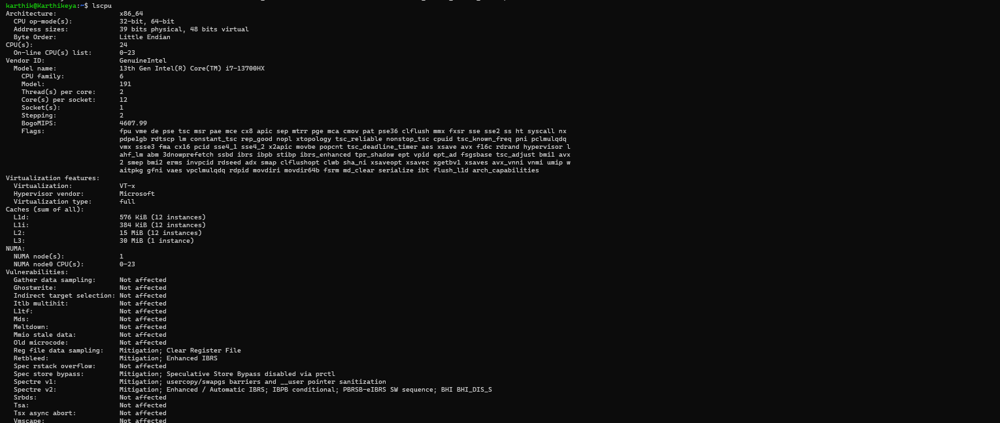 karthik@Karthikeya:~$ lscpu
Architecture: x86_64
CPU op-mode(s): 32-bit, 64-bit
Address sizes: 39 bits physical, 48 bits virtual
Byte Order: Little Endian
CPU(s): 24
On-line CPU(s) list: 0-23
Vendor ID: GenuineIntel
Model name: 13th Gen Intel(R) Core(TM) i7-13700HX
CPU family: 6
Model: 191
Thread(s) per core: 2
Core(s) per socket: 12
Socket(s): 1
Stepping: 2
BogoMIPS: 4607.99
Flags: fpu vme de pse tsc msr pae mce cx8 apic sep mtrr pge mca cmov pat pse36 clflush mmx fxsr sse sse2 ss ht syscall nx
pdpe1gb rdtscp lm constant_tsc rep_good nopl xtopology tsc_reliable nonstop_tsc cpuid tsc_known_freq pni pclmulqdq
vmx ssse3 fma cx16 pcid sse4_1 sse4_2 x2apic movbe popcnt tsc_deadline_timer aes xsave avx f16c rdrand hypervisor l
ahf_lm abm 3dnowprefetch ssbd ibrs ibpb stibp ibrs_enhanced tpr_shadow ept vpid ept_ad fsgsbase tsc_adjust bmi1 avx
2 smep bmi2 erms invpcid rdseed adx smap clflushopt clwb sha_ni xsaveopt xsavec xgetbv1 xsaves avx_vnni vnmi umip w
aitpkg gfni vaes vpclmulqdq rdpid movdiri movdir64b fsrm md_clear serialize ibt flush_l1d arch_capabilities
Virtualization features:
Virtualization: VT-x
Hypervisor vendor: Microsoft
Virtualization type: full
Caches (sum of all):
L1d: 576 KiB (12 instances)
L1i: 384 KiB (12 instances)
L2: 15 MiB (12 instances)
L3: 30 MiB (1 instance)
NUMA:
NUMA node(s): 1
NUMA node0 CPU(s): 0-23
Vulnerabilities:
Gather data sampling: Not affected
Ghostwrite: Not affected
Indirect target selection: Not affected
Itlb multihit: Not affected
L1tf: Not affected
Mds: Not affected
Meltdown: Not affected
Mmio stale data: Not affected
Old microcode: Not affected
Reg file data sampling: Mitigation; Clear Register File
Retbleed: Mitigation; Enhanced IBRS
Spec rstack overflow: Not affected
Spec store bypass: Mitigation; Speculative Store Bypass disabled via prctl
Spectre v1: Mitigation; usercopy/swapgs barriers and __user pointer sanitization
Spectre v2: Mitigation; Enhanced / Automatic IBRS; IBPB conditional; PBRSB-eIBRS SW sequence; BHI BHI_DIS_S
Srbds: Not affected
Tsa: Not affected
Tsx async abort: Not affected
Vmscape: Not affected